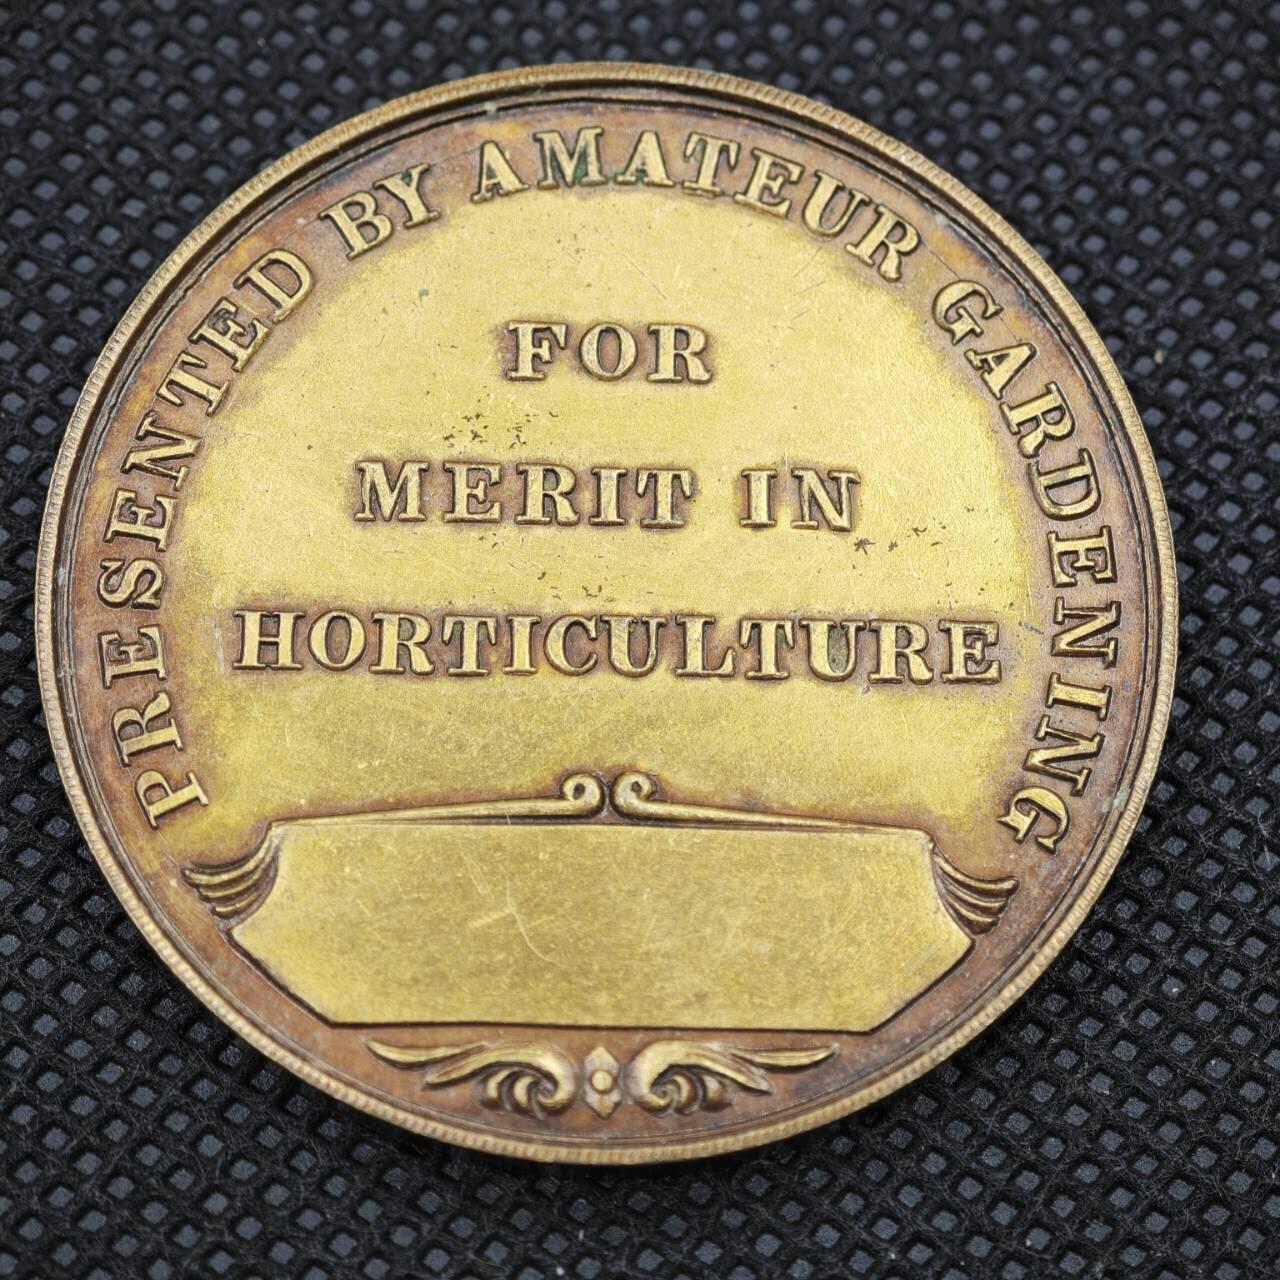 PRESENTED BY AMATEUR GARDENING
FOR
MERIT IN
HORTICULTURE